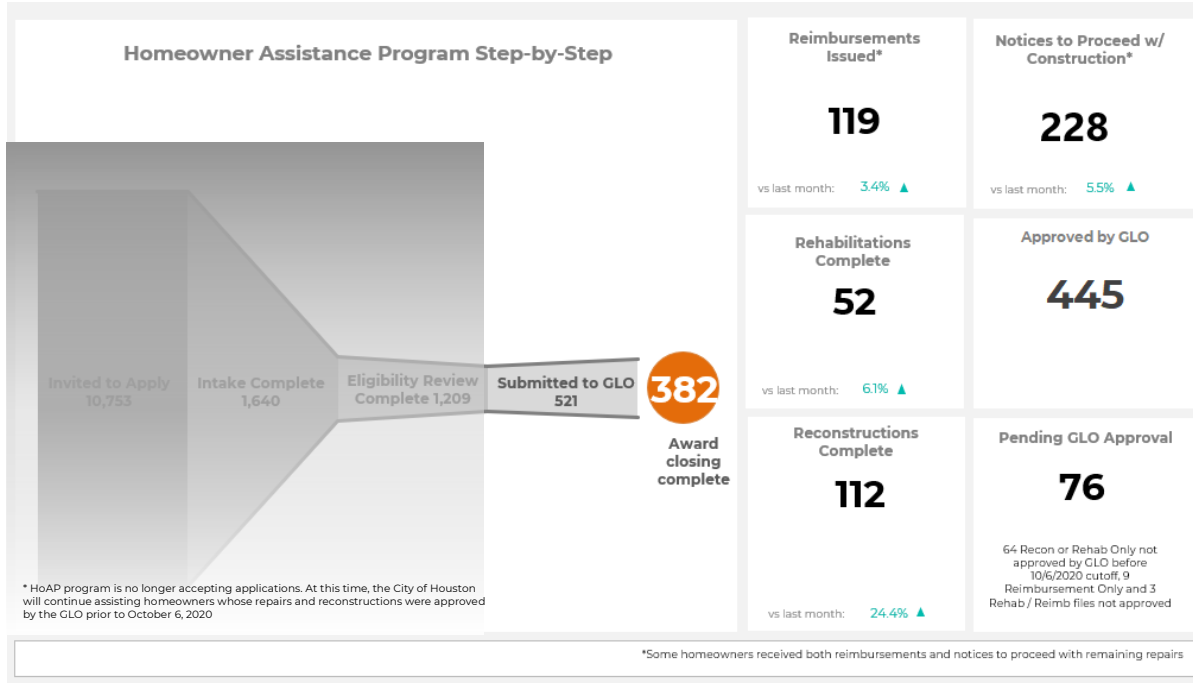 Homeowner Assistance Program Step-by-Step
Invited to Apply
10,753
Intake Complete
1,640
Eligibility Review
Complete 1,209
Submitted to GLO
521
382
Award
closing
complete
* HoAP program is no longer accepting applications. At this time, the City of Houston
will continue assisting homeowners whose repairs and reconstructions were approved
by the GLO prior to October 6, 2020
Reimbursements
Issued*
119
vs last month: 3.4% ▲
Notices to Proceed w/
Construction*
228
vs last month: 5.5% ▲
Rehabilitations
Complete
52
vs last month: 6.1% ▲
Approved by GLO
445
Reconstructions
Complete
112
vs last month: 24.4% ▲
Pending GLO Approval
76
64 Recon or Rehab Only not
approved by GLO before
10/6/2020 cutoff, 9
Reimbursement Only and 3
Rehab / Reimb files not approved
*Some homeowners received both reimbursements and notices to proceed with remaining repairs